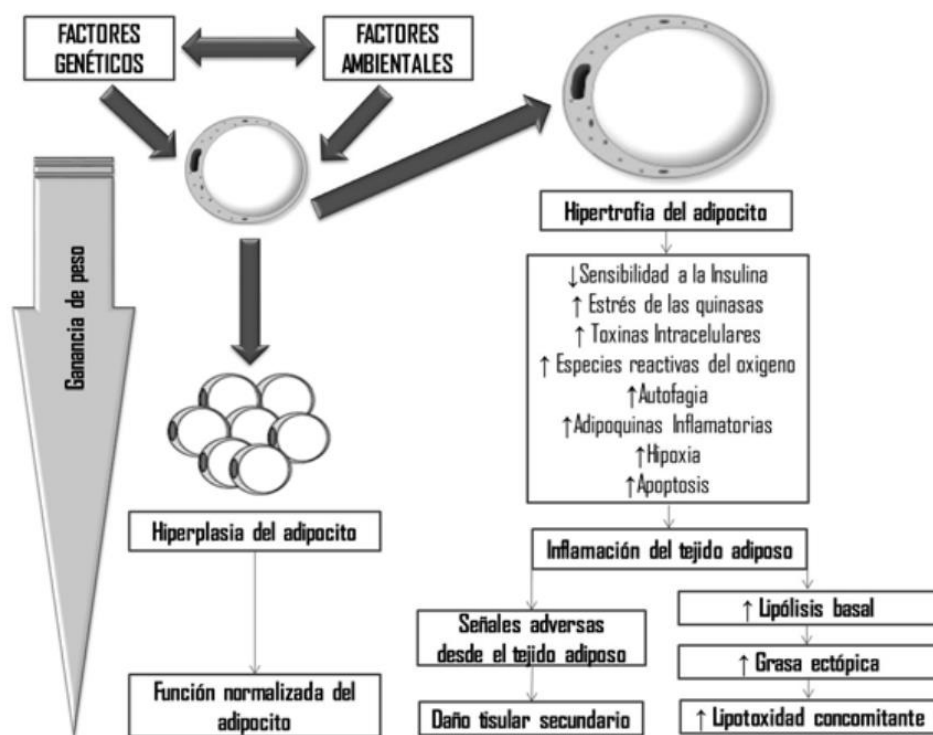 FACTORES
GENÉTICOS
FACTORES
AMBIENTALES
Ganancia de peso
Hipertrofia del adipocito
↓Sensibilidad a la Insulina
↑ Estrés de las quinasas
↑ Toxinas Intracelulares
↑ Especies reactivas del oxigeno
↑Autofagia
↑Adipoquinas Inflamatorias
↑Hipoxia
↑Apoptosis
Hiperplasia del adipocito
Inflamación del tejido adiposo
Señales adversas
desde el tejido adiposo
↑ Lipólisis basal
↑ Grasa ectópica
Función normalizada del
adipocito
Daño tisular secundario
↑ Lipotoxidad concomitante